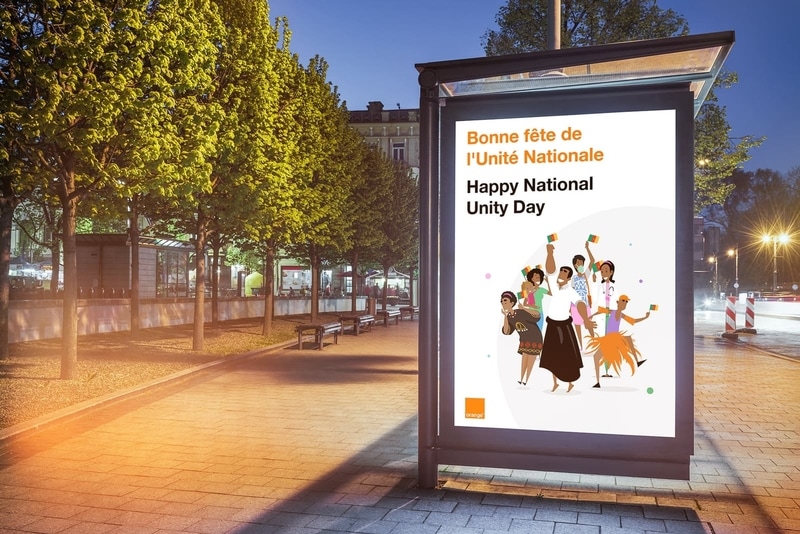 Bonne fête de
l'Unité Nationale
Happy National
Unity Day
orange